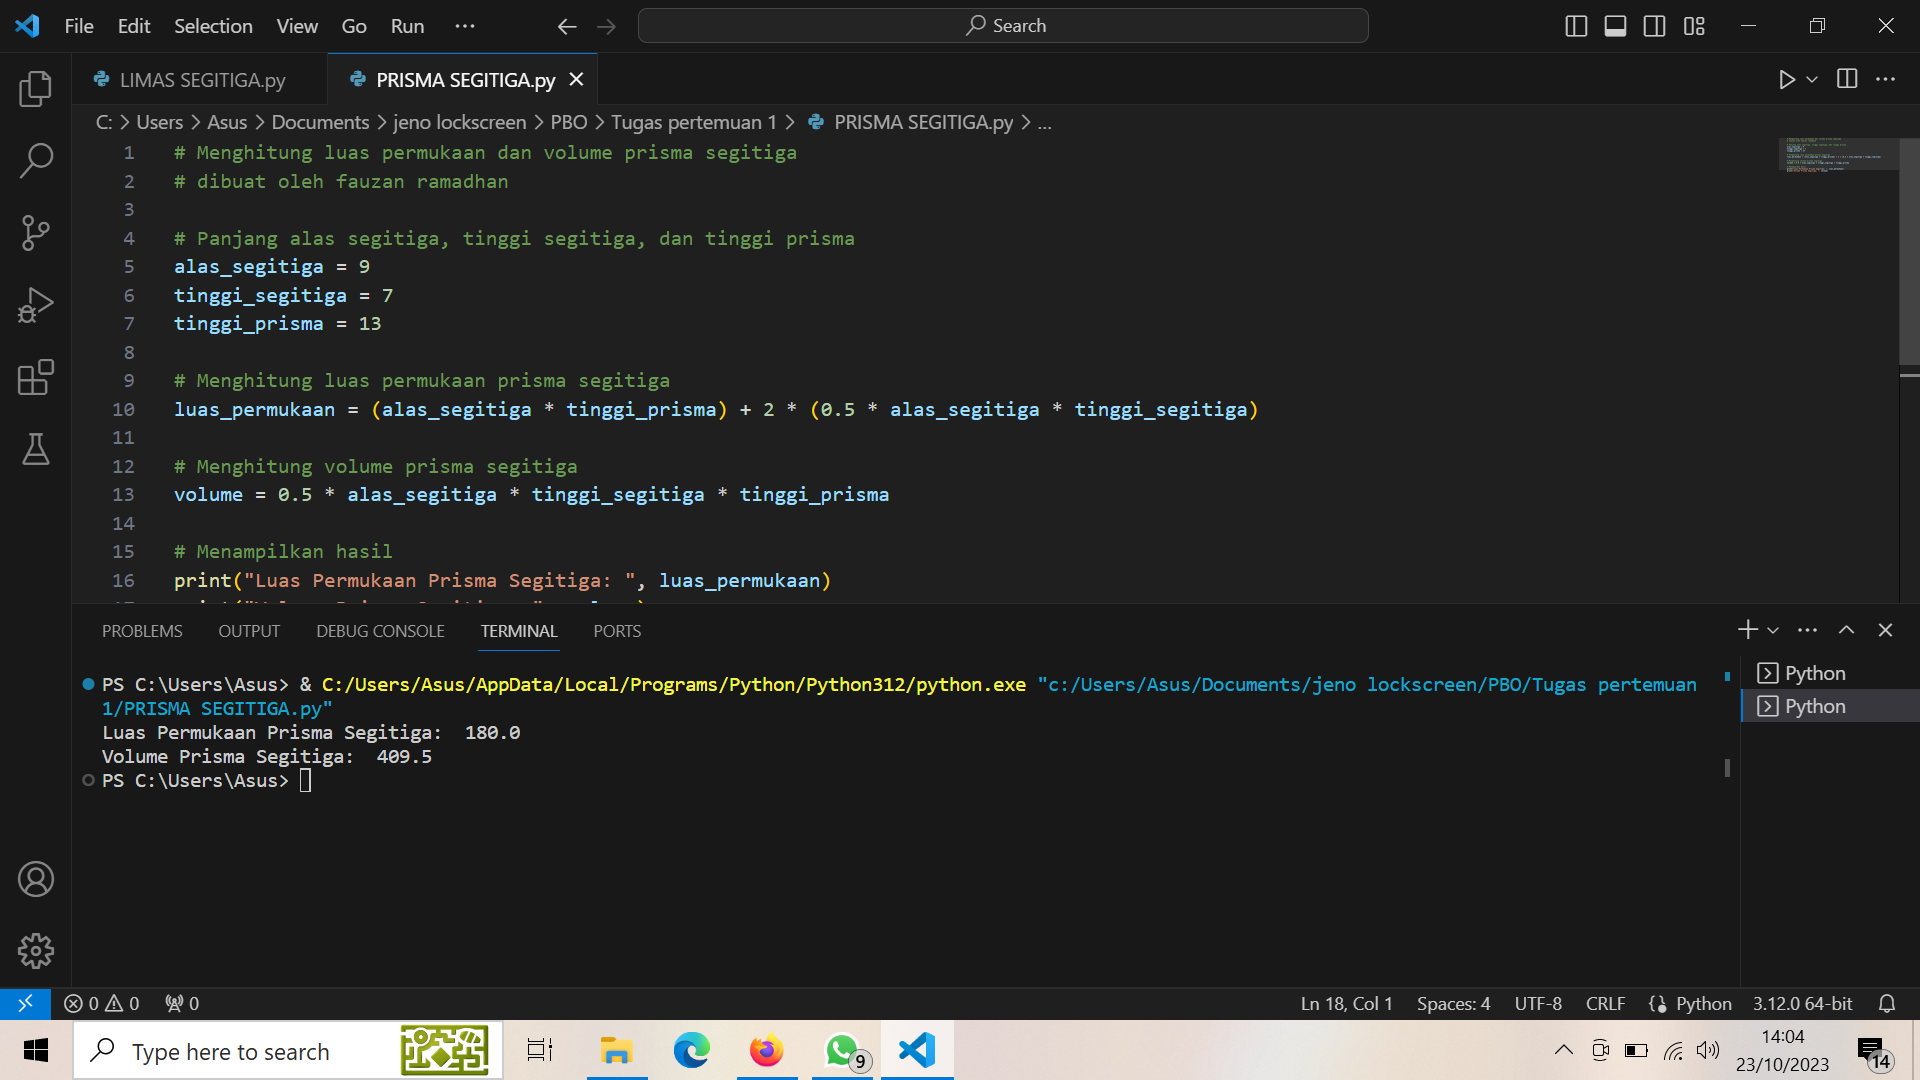 File Edit Selection View Go Run ··· Search
LIMAS SEGITIGA.py PRISMA SEGITIGA.py
C: > Users > Asus > Documents > jeno lockscreen > PBO > Tugas pertemuan 1 > PRISMA SEGITIGA.py > ...
1 # Menghitung luas permukaan dan volume prisma segitiga
2 # dibuat oleh fauzan ramadhan
3
4 # Panjang alas segitiga, tinggi segitiga, dan tinggi prisma
5 alas_segitiga = 9
6 tinggi_segitiga = 7
7 tinggi_prisma = 13
8
9 # Menghitung luas permukaan prisma segitiga
10 luas_permukaan = (alas_segitiga * tinggi_prisma) + 2 * (0.5 * alas_segitiga * tinggi_segitiga)
11
12 # Menghitung volume prisma segitiga
13 volume = 0.5 * alas_segitiga * tinggi_segitiga * tinggi_prisma
14
15 # Menampilkan hasil
16 print("Luas Permukaan Prisma Segitiga: ", luas_permukaan)
PROBLEMS OUTPUT DEBUG CONSOLE TERMINAL PORTS
PS C:\Users\Asus> & C:/Users/Asus/AppData/Local/Programs/Python/Python312/python.exe "c:/Users/Asus/Documents/jeno lockscreen/PBO/Tugas pertemuan
1/PRISMA SEGITIGA.py"
Luas Permukaan Prisma Segitiga:  180.0
Volume Prisma Segitiga:  409.5
PS C:\Users\Asus>
Python
Python
0 0 0 Ln 18, Col 1 Spaces: 4 UTF-8 CRLF Python 3.12.0 64-bit
Type here to search
9
14:04
23/10/2023
14